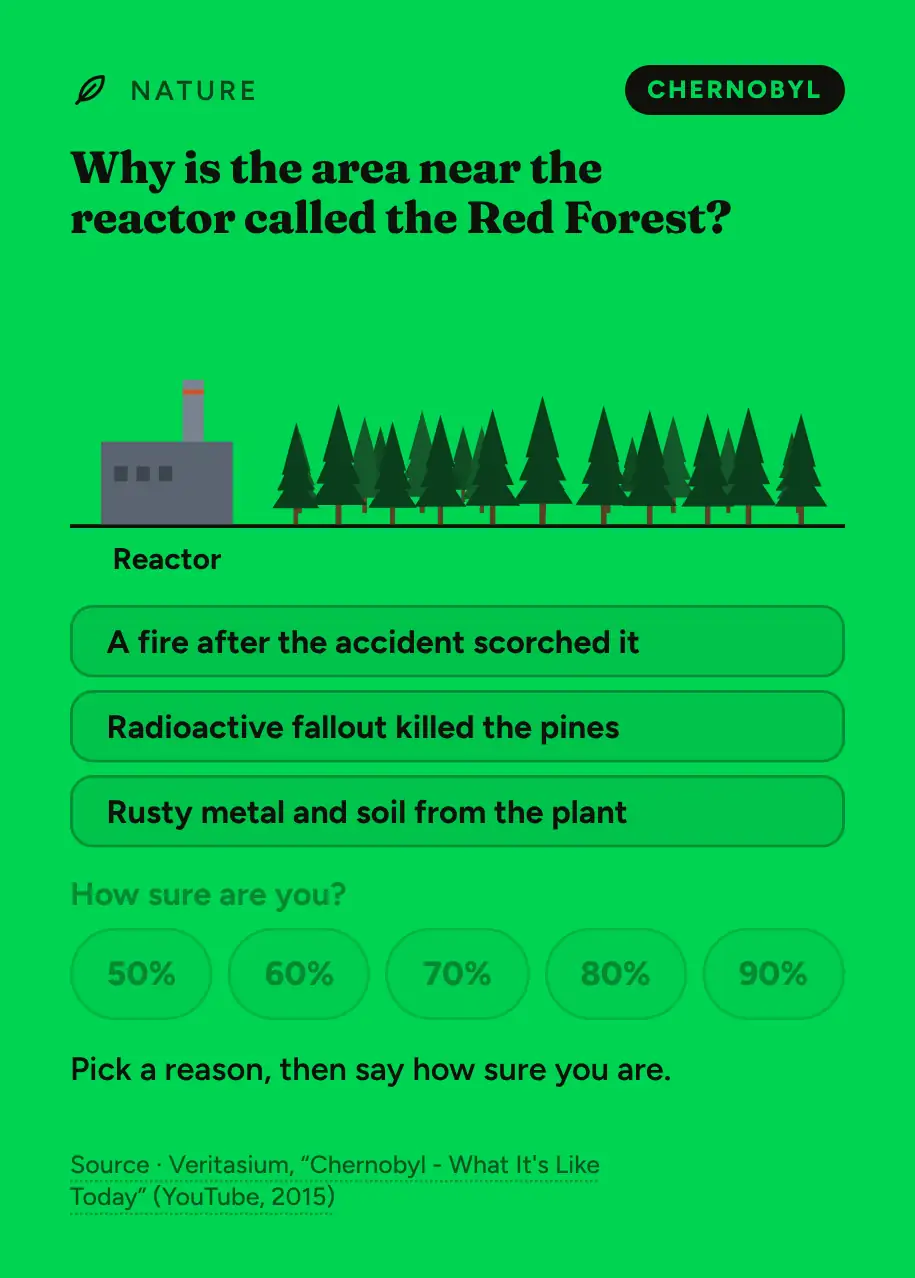 NATURE
CHERNOBYL
Why is the area near the
reactor called the Red Forest?
Reactor
A fire after the accident scorched it
Radioactive fallout killed the pines
Rusty metal and soil from the plant
How sure are you?
50% 60% 70% 80% 90%
Pick a reason, then say how sure you are.
Source · Veritasium, “Chernobyl - What It's Like
Today” (YouTube, 2015)